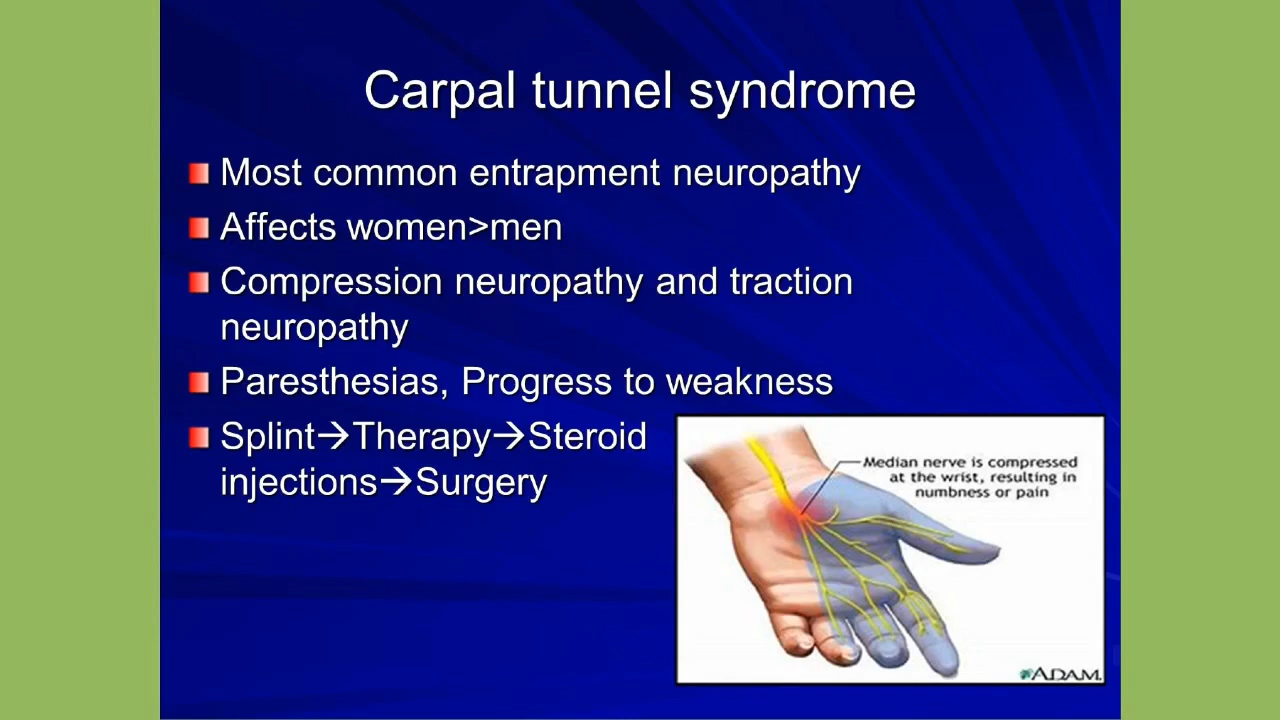 Carpal tunnel syndrome
Most common entrapment neuropathy
Affects women>men
Compression neuropathy and traction
neuropathy
Paresthesias, Progress to weakness
Splint→Therapy→Steroid
injections→Surgery
Median nerve is compressed
at the wrist, resulting in
numbness or pain
ADAM.